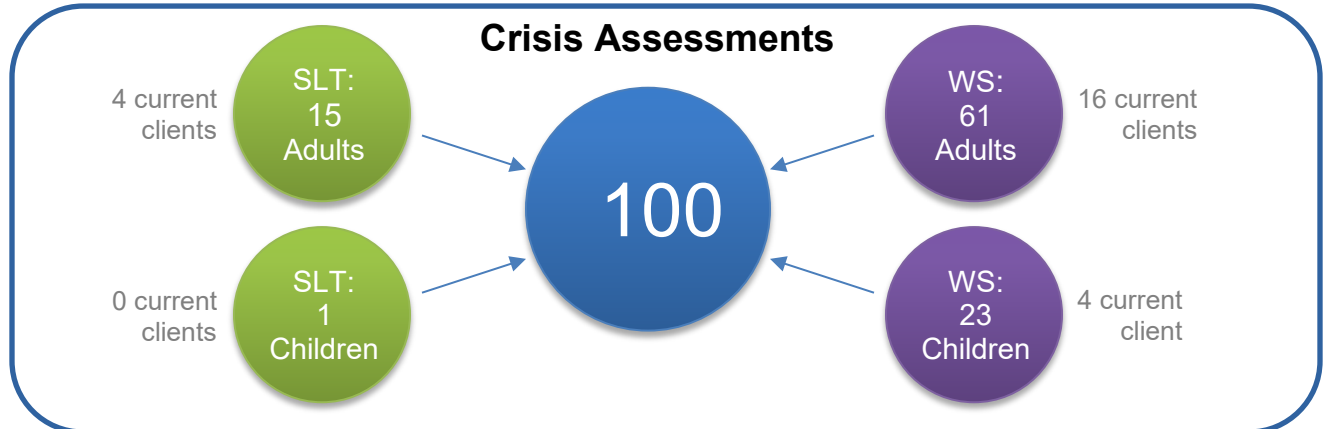 Crisis Assessments
4 current
clients
SLT:
15
Adults
WS:
61
Adults
16 current
clients
100
0 current
clients
SLT:
1
Children
WS:
23
Children
4 current
client